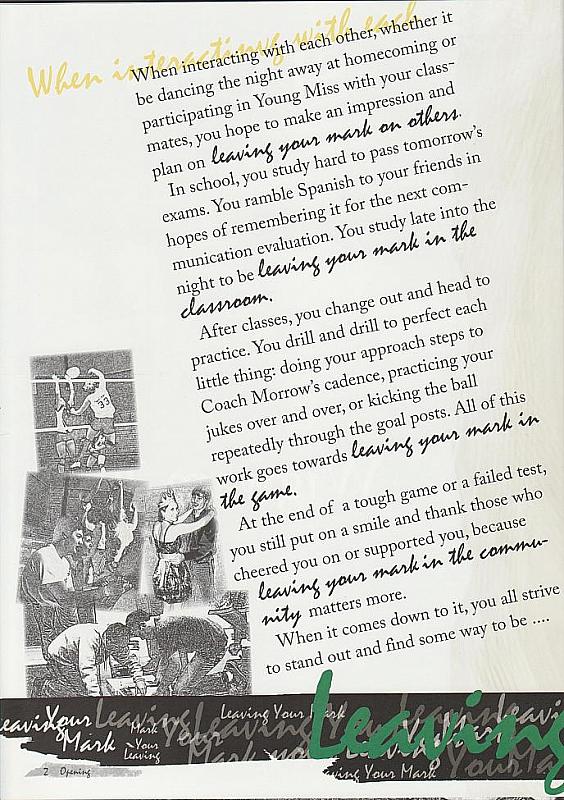 When interacting with each
When interacting with each other, whether it
be dancing the night away at homecoming or
participating in Young Miss with your class-
mates, you hope to make an impression and
plan on leaving your mark on others.
In school, you study hard to pass tomorrow's
exams. You ramble Spanish to your friends in
hopes of remembering it for the next com-
munication evaluation. You study late into the
night to be leaving your mark in the
classroom.
After classes, you change out and head to
practice. You drill and drill to perfect each
little thing: doing your approach steps to
Coach Morrow's cadence, practicing your
jukes over and over, or kicking the ball
repeatedly through the goal posts. All of this
work goes towards leaving your mark in
the game.
At the end of a tough game or a failed test,
you still put on a smile and thank those who
cheered you on or supported you, because
leaving your mark in the commu-
nity matters more.
When it comes down to it, you all strive
to stand out and find some way to be ....
33
Leaving Your Mark
Leaving Your
Mark
Your
Leaving
Leaving Your Mark
Leaving
Leaving Your Mark
2 Opening